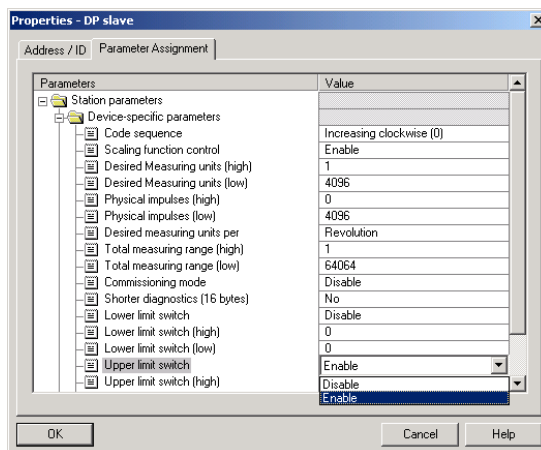 Properties - DP slave
Address / ID Parameter Assignment
Parameters Value
Station parameters
Device-specific parameters
Code sequence Increasing clockwise (0)
Scaling function control Enable
Desired Measuring units (high) 1
Desired Measuring units (low) 4096
Physical impulses (high) 0
Physical impulses (low) 4096
Desired measuring units per Revolution
Total measuring range (high) 1
Total measuring range (low) 64064
Commissioning mode Disable
Shorter diagnostics (16 bytes) No
Lower limit switch Disable
Lower limit switch (high) 0
Lower limit switch (low) 0
Upper limit switch Enable
Upper limit switch (high) Disable
Enable
OK Cancel Help